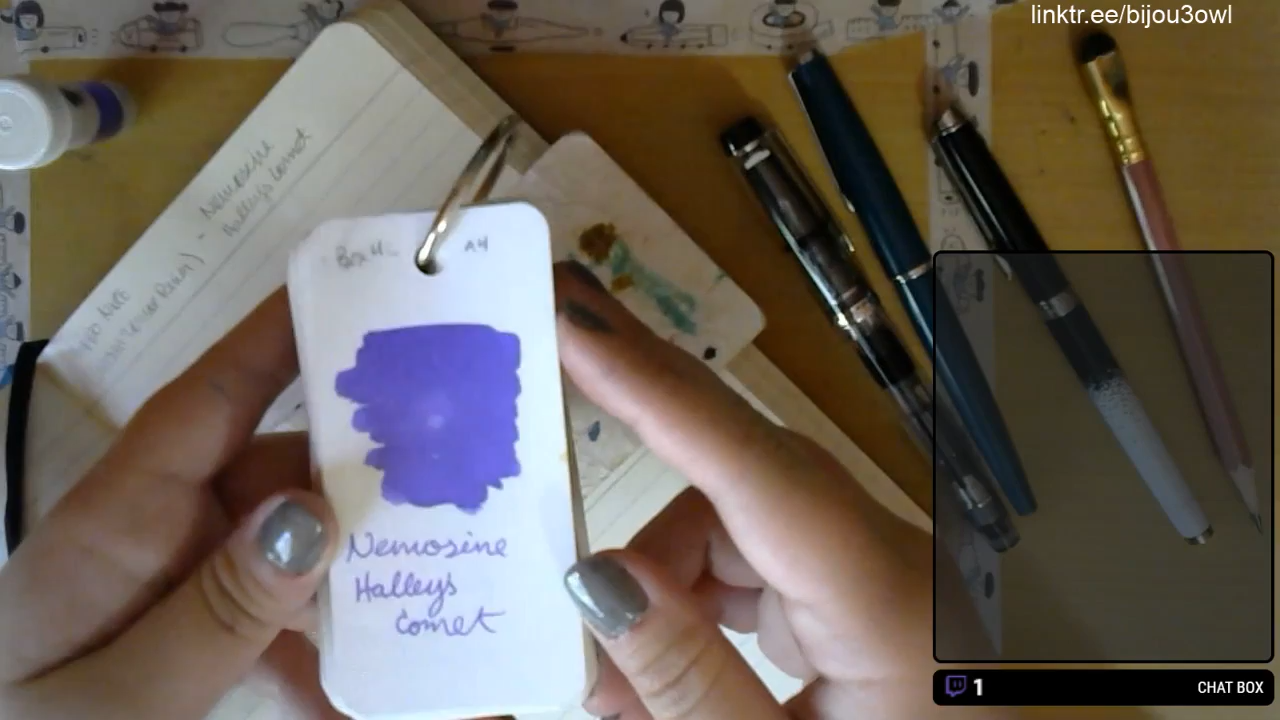 linktr.ee/bijou3owl
Nemosine
Halleys Comet
Box 4
A4
Nemosine
Halleys
Comet
1
CHAT BOX